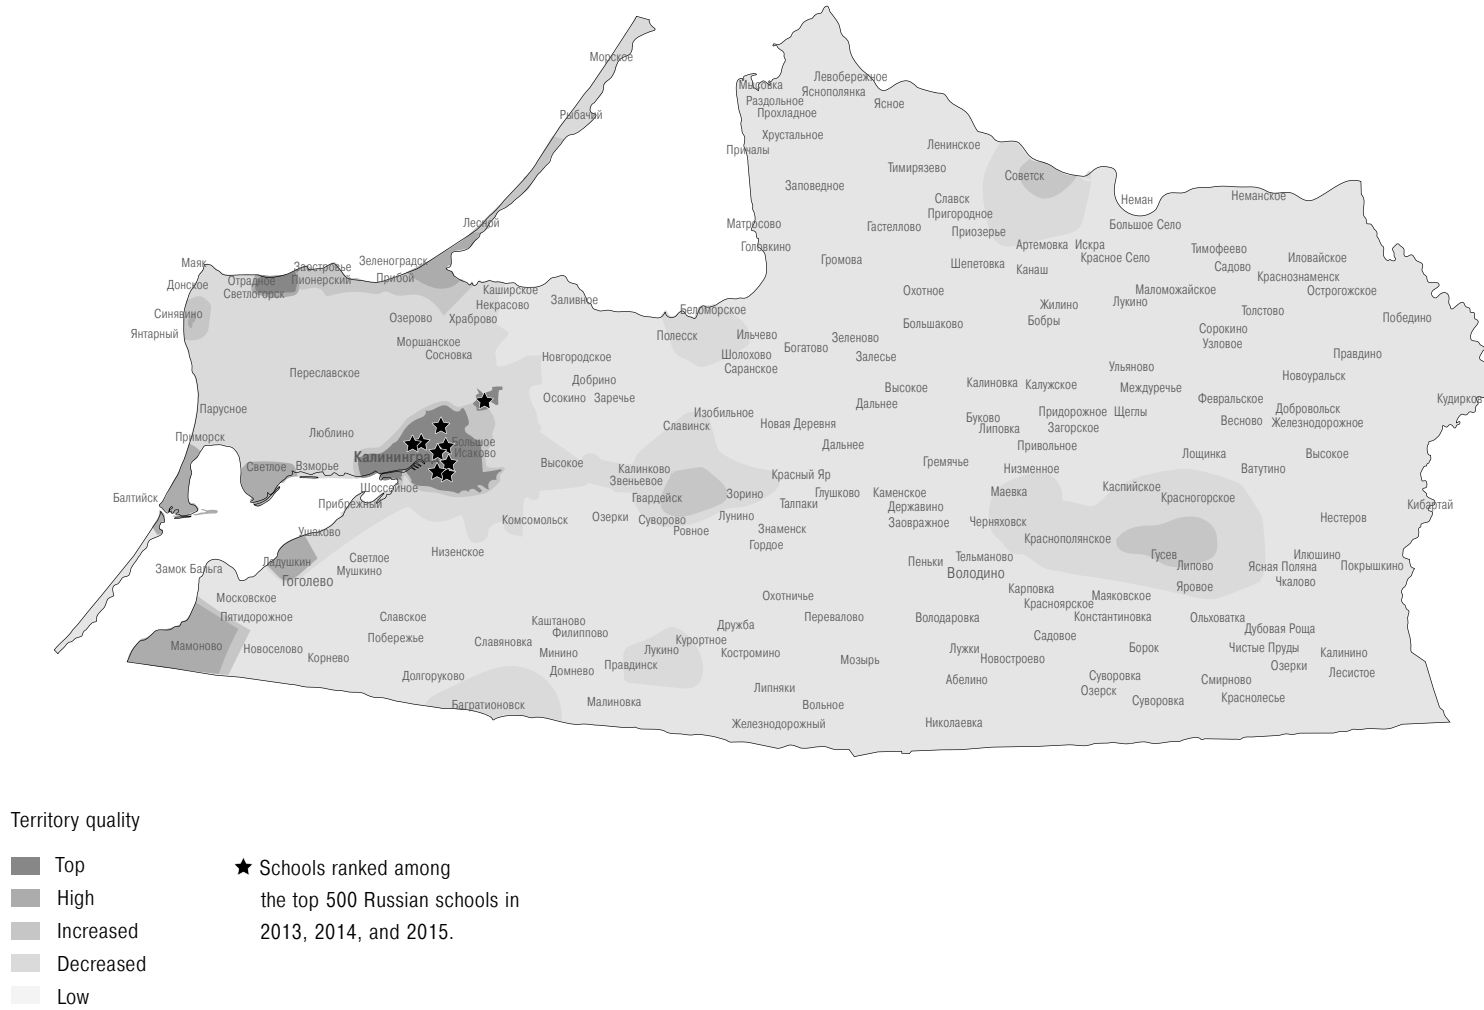 Морское
Левобережное
Мысовка
Яснополянка
Раздольное
Ясное
Прохладное
Рыбачий
Хрустальное
Ленинское
Причалы
Тимирязево
Советск
Заповедное
Неманское
Славск
Неман
Пригородное
Лесной
Матросово
Гастеллово
Большое Село
Приозерье
Головкино
Артемовка
Искра
Тимофеево
Красное Село
Иловайское
Громова
Маяк
Зеленоградск
Заостровье
Шепетовка
Канаш
Садово
Краснознаменск
Донское
Отрадное
Пионерский
Прибой
Светлогорск
Каширское
Охотное
Маломожайское
Острогожское
Некрасово
Заливное
Жилино
Лукино
Синявино
Озерово
Храброво
Беломорское
Толстово
Бобры
Победино
Большаково
Сорокино
Янтарный
Полесск
Ильчево
Зеленово
Узловое
Моршанское
Богатово
Сосновка
Новгородское
Шолохово
Залесье
Правдино
Саранское
Ульяново
Переславское
Новоуральск
Добрино
Калиновка
Калужское
Междуречье
Высокое
Осокино
Заречье
Февральское
Кудирков
Дальнее
Парусное
Изобильное
Придорожное
Щеглы
Добровольск
Буково
Весново
Железнодорожное
Славинск
Новая Деревня
Липовка
Загорское
Приморск
Люблино
Большое
Исаково
Дальнее
Привольное
Калининград
Лощинка
Высокое
Светлое
Взморье
Высокое
Калинково
Гремячье
Низменное
Ватутино
Звеньевое
Красный Яр
Шоссейное
Каспийское
Балтийск
Гвардейск
Зорино
Глушково
Каменское
Маевка
Красногорское
Прибрежный
Талпаки
Державино
Кибартай
Комсомольск
Озерки
Суворово
Лунино
Заовражное
Черняховск
Нестеров
Ушаково
Ровное
Знаменск
Краснополянское
Гордое
Низенское
Гусев
Илюшино
Ладушкин
Светлое
Пеньки
Тельманово
Липово
Ясная Поляна
Покрышкино
Замок Бальга
Мушкино
Володино
Гоголево
Чкалово
Карповка
Яровое
Московское
Охотничье
Маяковское
Красноярское
Пятидорожное
Славское
Каштаново
Перевалово
Володаровка
Константиновка
Ольховатка
Дружба
Филиппово
Дубовая Роща
Побережье
Славяновка
Курортное
Садовое
Мамоново
Новоселово
Лукино
Лужки
Борок
Чистые Пруды
Минино
Костромино
Калинино
Корнево
Мозырь
Новостроево
Правдинск
Озерки
Домнево
Долгоруково
Лесистое
Абелино
Суворовка
Смирново
Липняки
Озерск
Малиновка
Суворовка
Краснолесье
Багратионовск
Вольное
Железнодорожный
Николаевка
Territory quality
Top
High
Increased
Decreased
Low
Schools ranked among
the top 500 Russian schools in
2013, 2014, and 2015.